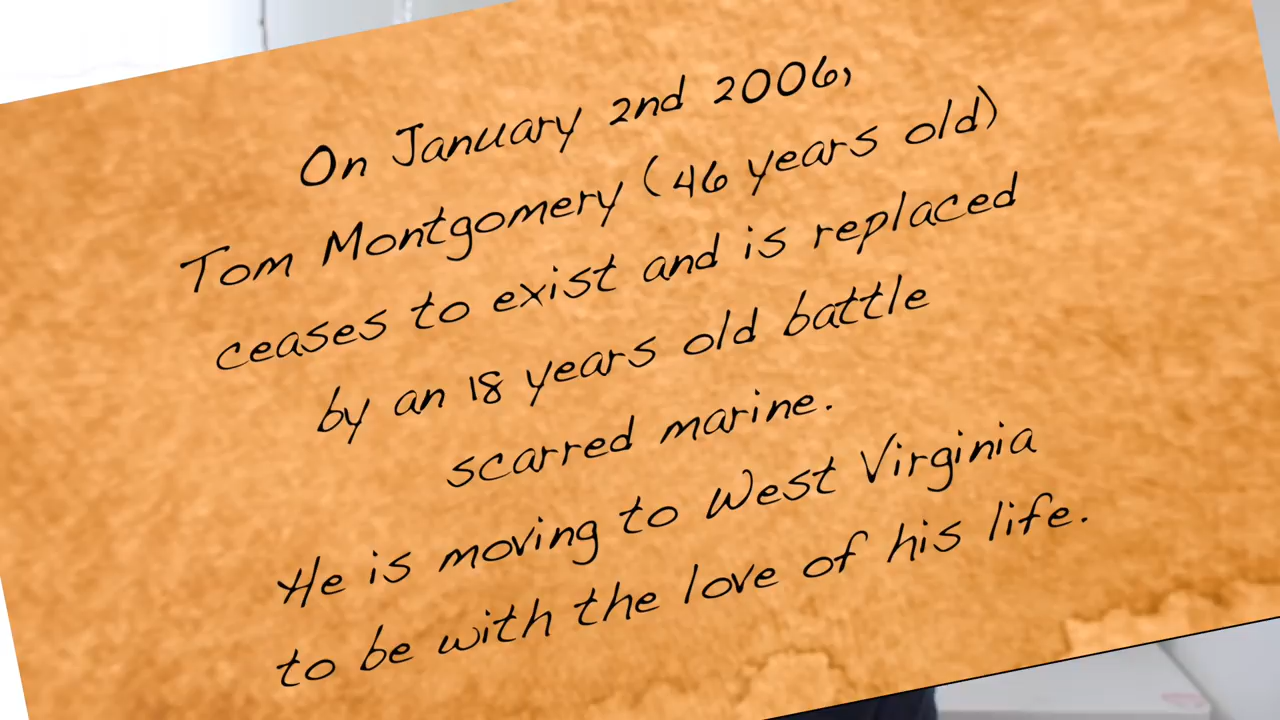 On January 2nd 2006,
Tom Montgomery (46 years old)
ceases to exist and is replaced
by an 18 years old battle
scarred marine.
He is moving to West Virginia
to be with the love of his life.